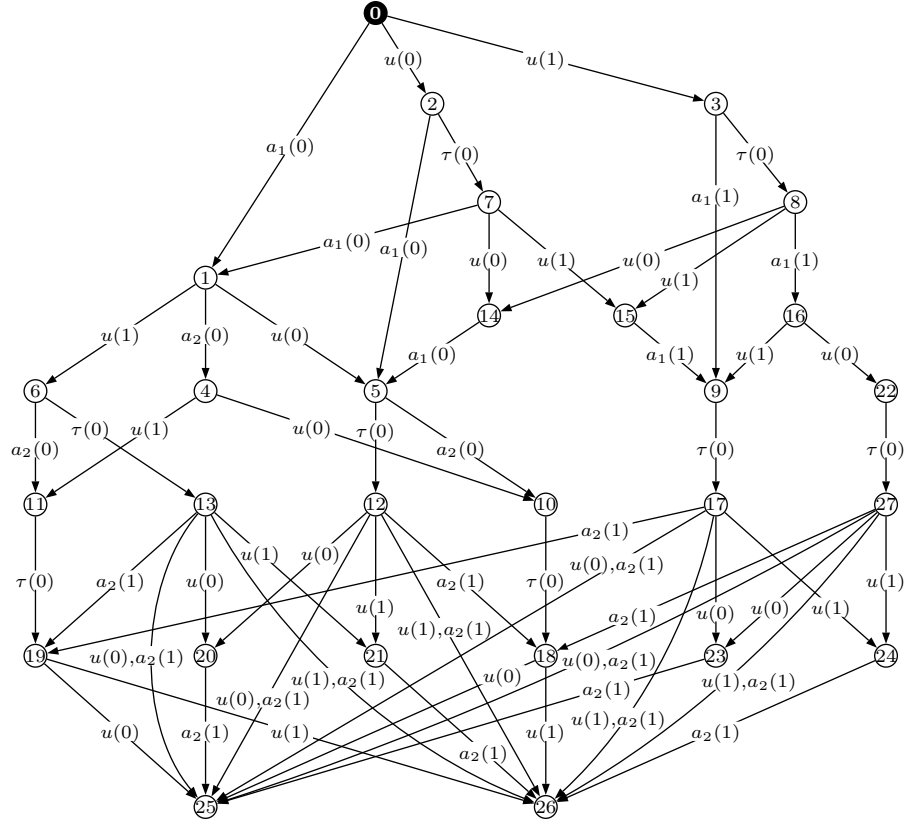 0
u(0)
u(1)
2
3
a₁(0)
τ(0)
τ(0)
7
a₁(1)
8
a₁(0)
a₁(0)
u(0)
u(1)
u(0)
a₁(1)
1
u(1)
14
15
16
u(1)
a₂(0)
u(0)
a₁(0)
a₁(1)
u(1)
u(0)
6
4
5
9
22
a₂(0)
τ(0)
u(1)
u(0)
τ(0)
a₂(0)
τ(0)
τ(0)
11
13
12
10
17
27
a₂(1)
τ(0)
a₂(1)
u(0)
u(1)
u(0)
a₂(1)
τ(0)
u(0),a₂(1)
u(1)
a₂(1)
u(0)
u(0)
u(1)
u(1)
u(1),a₂(1)
19
20
21
18
23
24
u(0),a₂(1)
u(0),a₂(1)
u(0)
u(1),a₂(1)
u(1),a₂(1)
u(0),a₂(1)
a₂(1)
u(0)
a₂(1)
u(1)
u(1)
u(1),a₂(1)
a₂(1)
a₂(1)
25
26